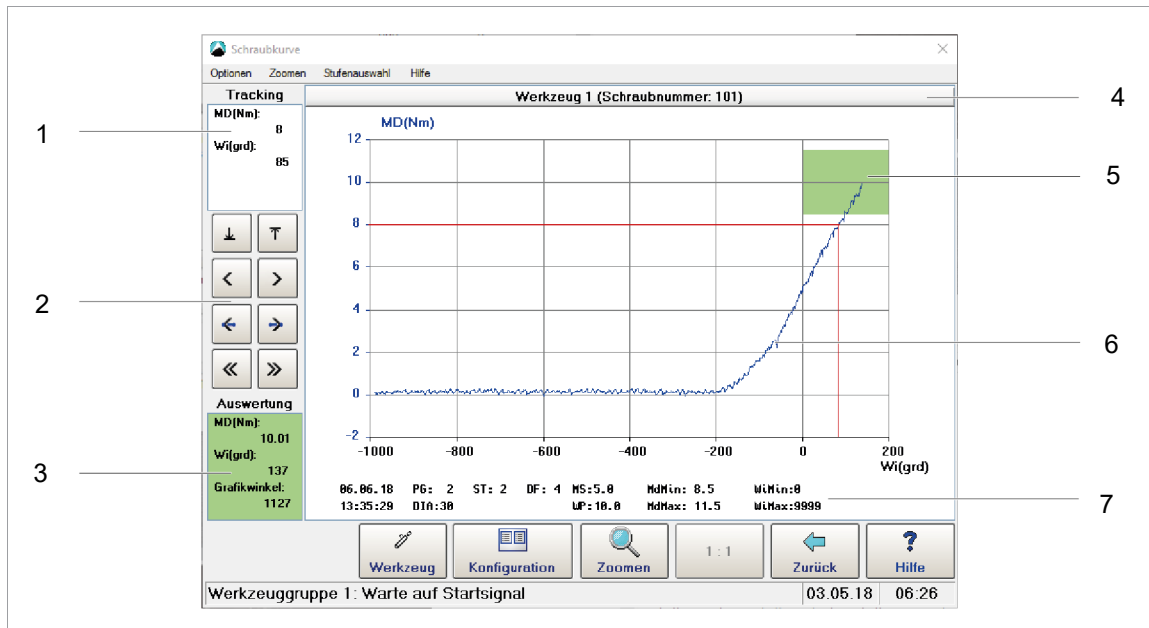 Schraubkurve
Optionen Zoomen Stufenauswahl Hilfe
Tracking
MD(Nm):
8
Wi(grd):
85
Auswertung
MD(Nm):
10.01
Wi(grd):
137
Grafikwinkel:
1127
Werkzeug 1 (Schraubnummer: 101)
MD(Nm)
12
10
8
6
4
2
0
-2
-1000 -800 -600 -400 -200 0 200
Wi(grd)
06.06.18 PG: 2 ST: 2 DF: 4 MS:5.0 MdMin: 8.5 WiMin:0
13:35:29 DIA:30 WP:10.0 MdMax: 11.5 WiMax:9999
Werkzeug Konfiguration Zoomen 1 : 1 Zurück Hilfe
Werkzeuggruppe 1: Warte auf Startsignal 03.05.18 06:26
1
2
3
4
5
6
7